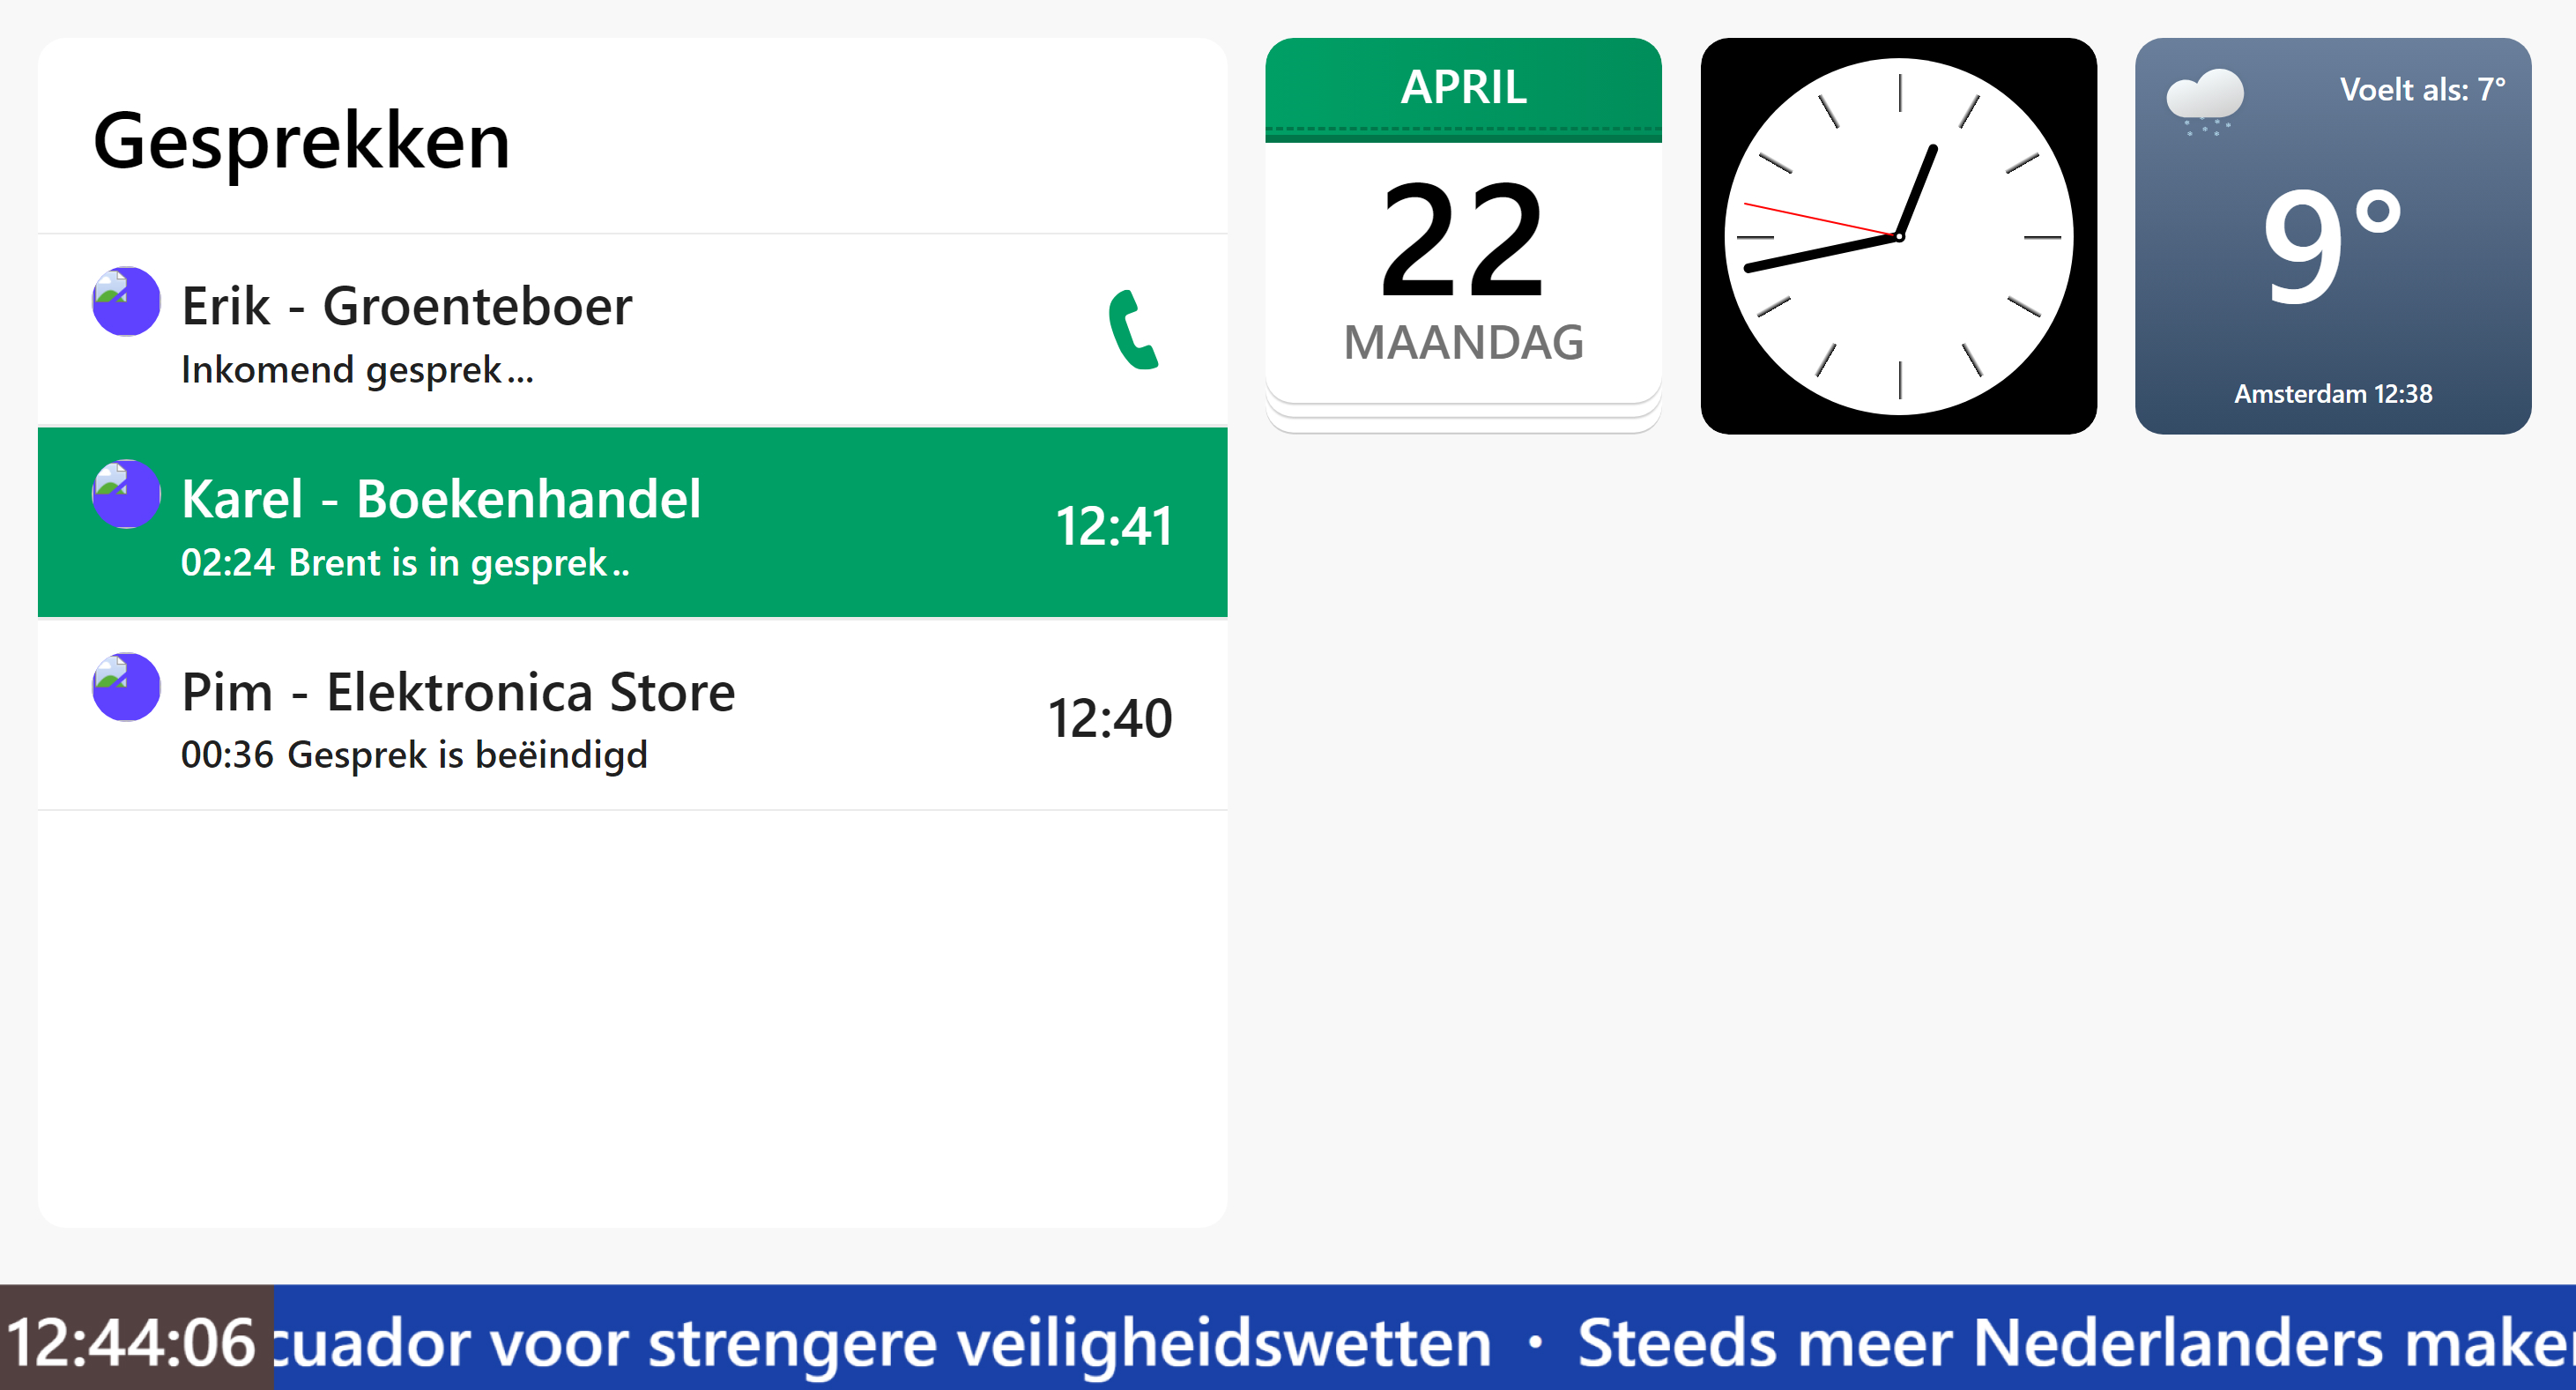 Gesprekken
Erik - Groenteboer
Inkomend gesprek...
Karel - Boekenhandel
02:24 Brent is in gesprek..
12:41
Pim - Elektronica Store
00:36 Gesprek is beëindigd
12:40
APRIL
22
MAANDAG
Voelt als: 7°
9°
Amsterdam 12:38
12:44:06
cuador voor strengere veiligheidswetten • Steeds meer Nederlanders make